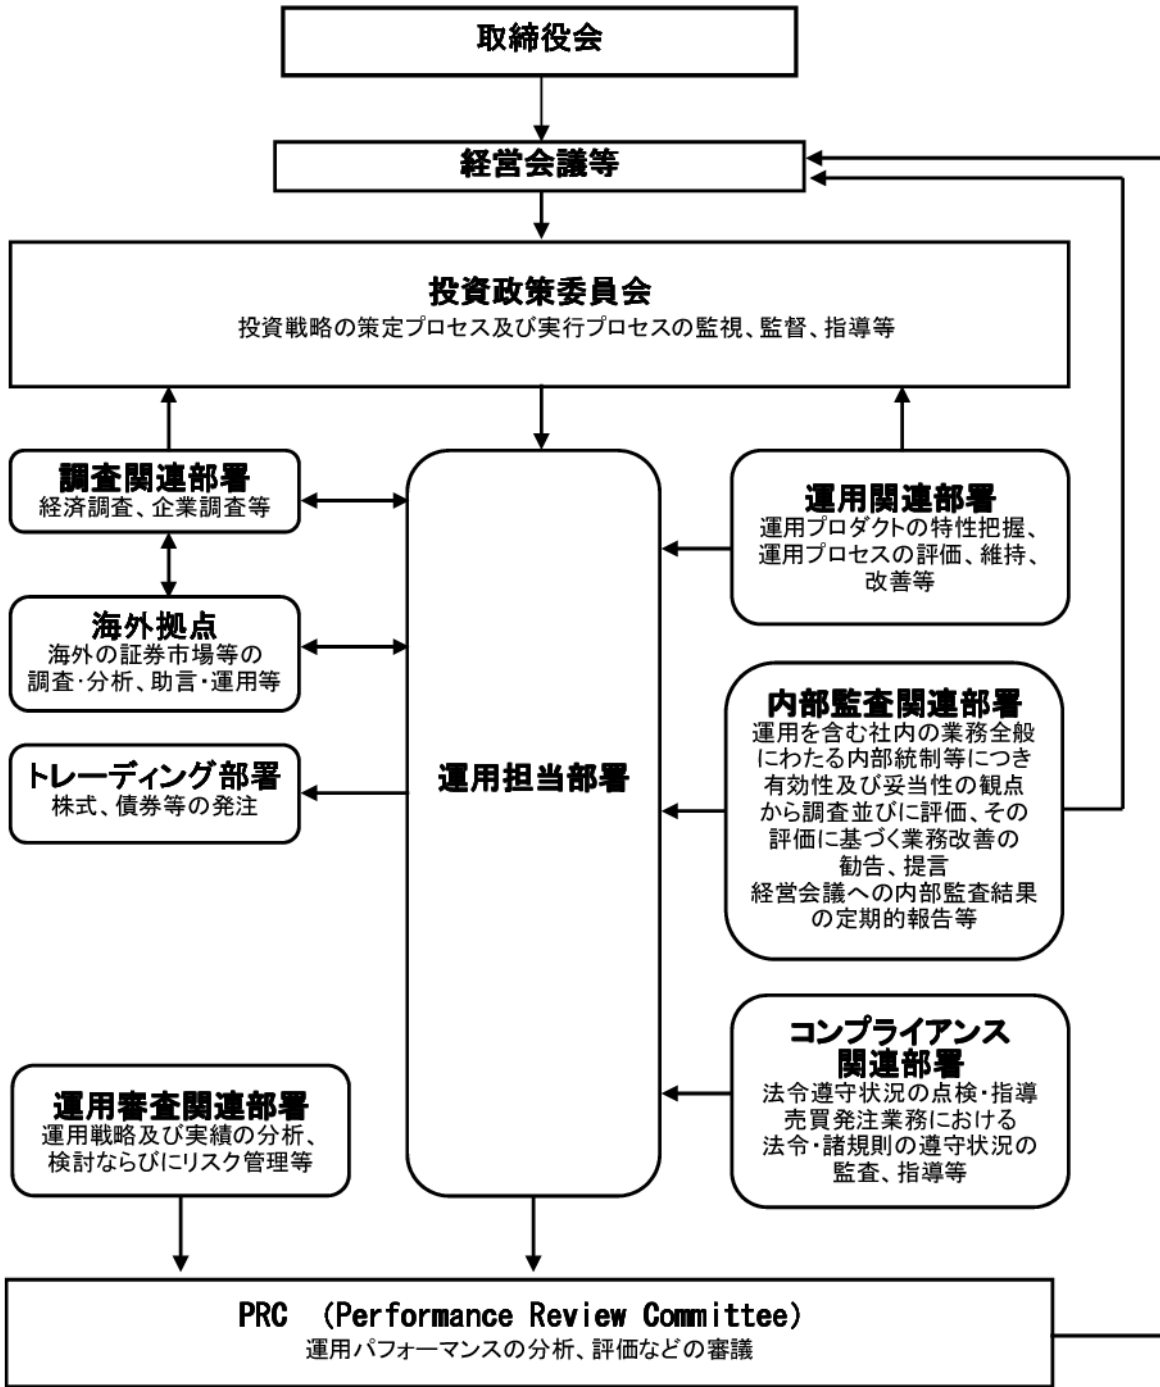 取締役会
経営会議等
投資政策委員会
投資戦略の策定プロセス及び実行プロセスの監視、監督、指導等
調査関連部署
経済調査、企業調査等
海外拠点
海外の証券市場等の
調査・分析、助言・運用等
トレーディング部署
株式、債券等の発注
運用担当部署
運用関連部署
運用プロダクトの特性把握、
運用プロセスの評価、維持、
改善等
内部監査関連部署
運用を含む社内の業務全般
にわたる内部統制等につき
有効性及び妥当性の観点
から調査並びに評価、その
評価に基づく業務改善の
勧告、提言
経営会議への内部監査結果
の定期的報告等
コンプライアンス
関連部署
法令遵守状況の点検・指導
売買発注業務における
法令・諸規則の遵守状況の
監査、指導等
運用審査関連部署
運用戦略及び実績の分析、
検討ならびにリスク管理等
PRC （Performance Review Committee）
運用パフォーマンスの分析、評価などの審議